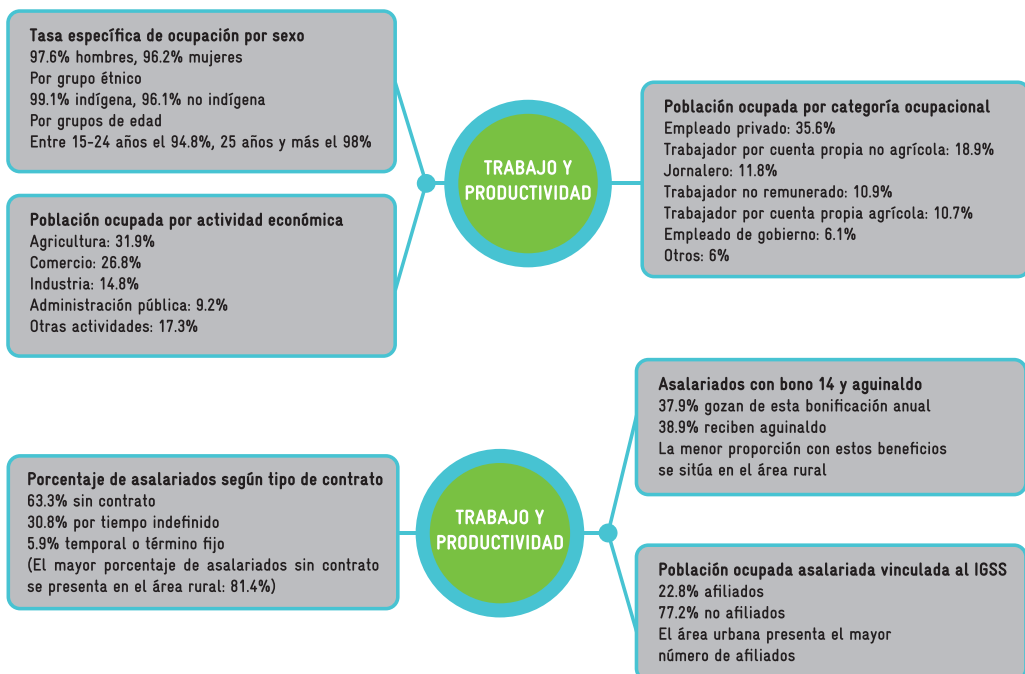 Tasa específica de ocupación por sexo
97.6% hombres, 96.2% mujeres
Por grupo étnico
99.1% indígena, 96.1% no indígena
Por grupos de edad
Entre 15-24 años el 94.8%, 25 años y más el 98%
Población ocupada por actividad económica
Agricultura: 31.9%
Comercio: 26.8%
Industria: 14.8%
Administración pública: 9.2%
Otras actividades: 17.3%
TRABAJO Y
PRODUCTIVIDAD
Población ocupada por categoría ocupacional
Empleado privado: 35.6%
Trabajador por cuenta propia no agrícola: 18.9%
Jornalero: 11.8%
Trabajador no remunerado: 10.9%
Trabajador por cuenta propia agrícola: 10.7%
Empleado de gobierno: 6.1%
Otros: 6%
Porcentaje de asalariados según tipo de contrato
63.3% sin contrato
30.8% por tiempo indefinido
5.9% temporal o término fijo
(El mayor porcentaje de asalariados sin contrato
se presenta en el área rural: 81.4%)
TRABAJO Y
PRODUCTIVIDAD
Asalariados con bono 14 y aguinaldo
37.9% gozan de esta bonificación anual
38.9% reciben aguinaldo
La menor proporción con estos beneficios
se sitúa en el área rural
Población ocupada asalariada vinculada al IGSS
22.8% afiliados
77.2% no afiliados
El área urbana presenta el mayor
número de afiliados